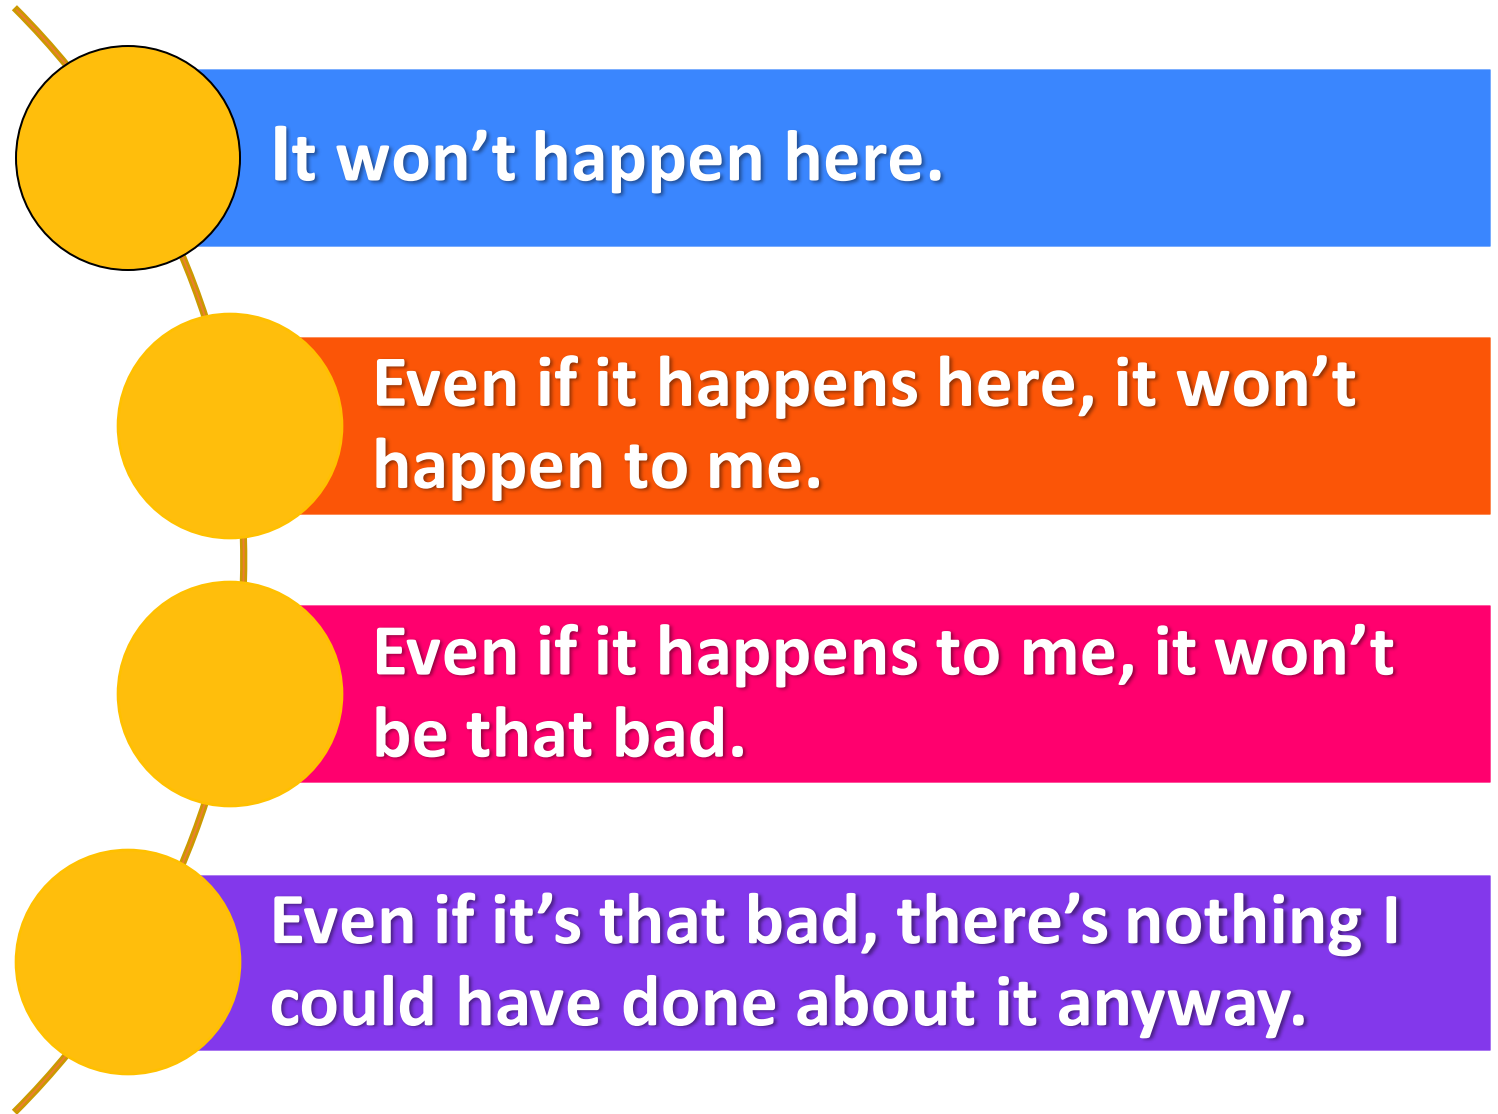 It won’t happen here.
Even if it happens here, it won’t
happen to me.
Even if it happens to me, it won’t
be that bad.
Even if it’s that bad, there’s nothing I
could have done about it anyway.